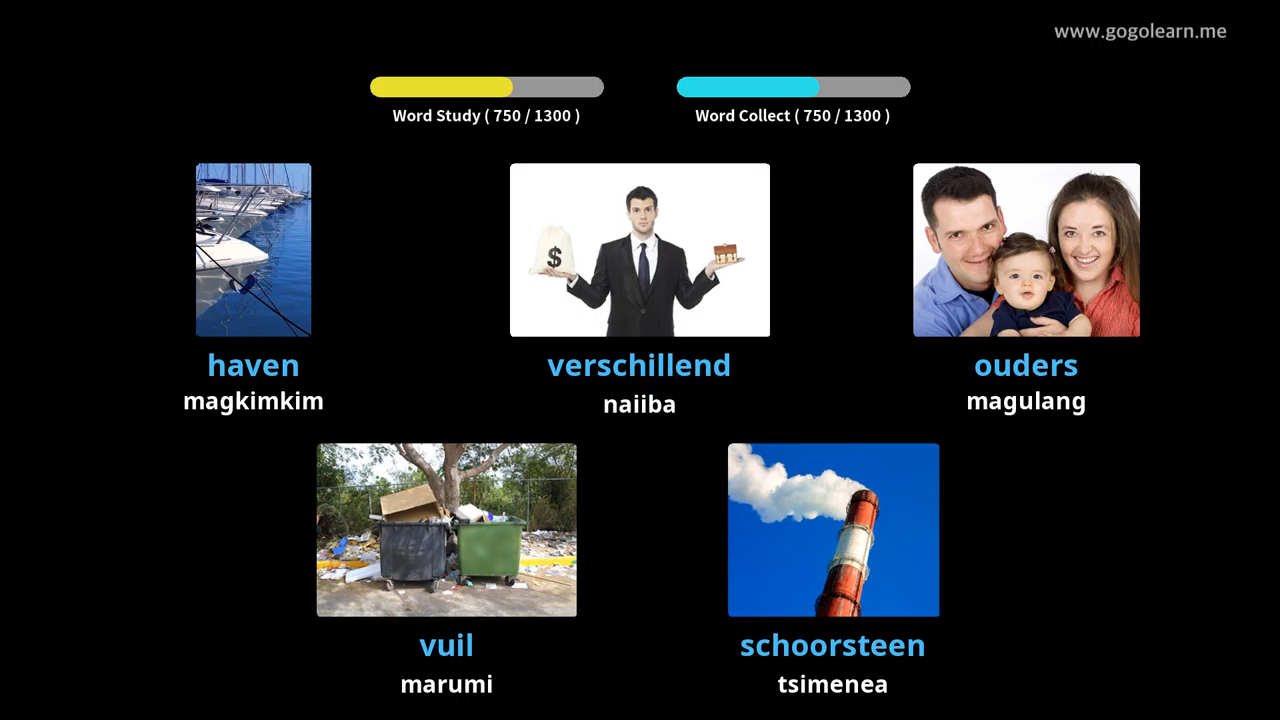 www.gogolearn.me
Word Study ( 750 / 1300 )
Word Collect ( 750 / 1300 )
$
haven
magkimkim
verschillend
naiiba
ouders
magulang
vuil
marumi
schoorsteen
tsimenea